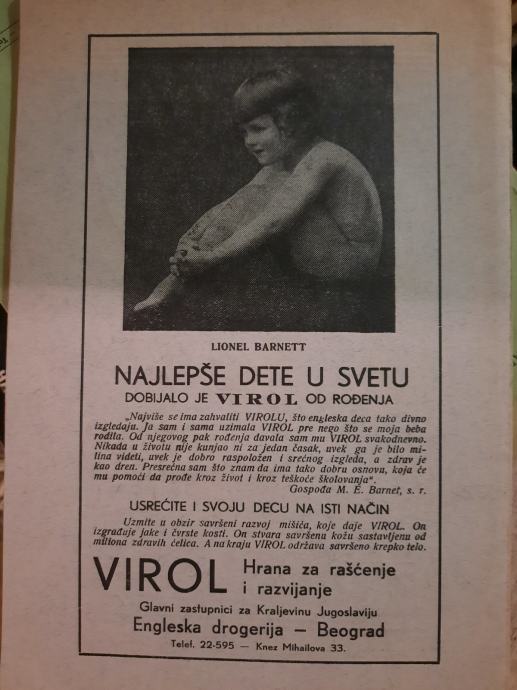 LIONEL BARNETT
NAJLEPŠE DETE U SVETU
DOBIJALO JE VIROL OD ROĐENJA
„Najviše se ima zahvaliti VIROLU, što engleska deca tako divno
izgledaju. Ja sam i sama uzimala VIROL pre nego što se moja beba
rodila. Od njegovog pak rođenja davala sam mu VIROL svakodnevno.
Nikada u životu nije kunjao ni za jedan časak, uvek ga je bilo mi-
lina videti, uvek je dobro raspoložen i srećnog izgleda, a zdrav je
kao dren. Presrećna sam što znam da ima tako dobru osnovu, koja će
mu pomoći da prođe kroz život i kroz teškoće školovanja“.
Gospođa M. E. Barnet, s. r.
USREĆITE I SVOJU DECU NA ISTI NAČIN
Uzmite u obzir savršeni razvoj mišića, koje daje VIROL. On
izgrađuje jake i čvrste kosti. On stvara savršenu kožu sastavljenu od
miliona zdravih ćelica. A na kraju VIROL održava savršeno krepko telo.
VIROL Hrana za rašćenje
i razvijanje
Glavni zastupnici za Kraljevinu Jugoslaviju
Engleska drogerija — Beograd
Telef. 22-595 — Knez Mihailova 33.